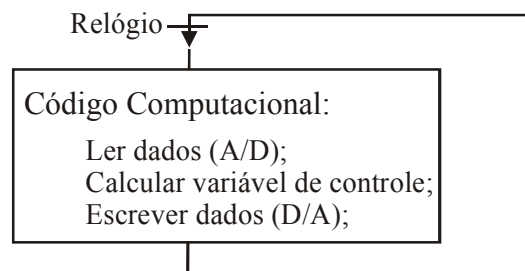 Relógio
Código Computacional:
Ler dados (A/D);
Calcular variável de controle;
Escrever dados (D/A);